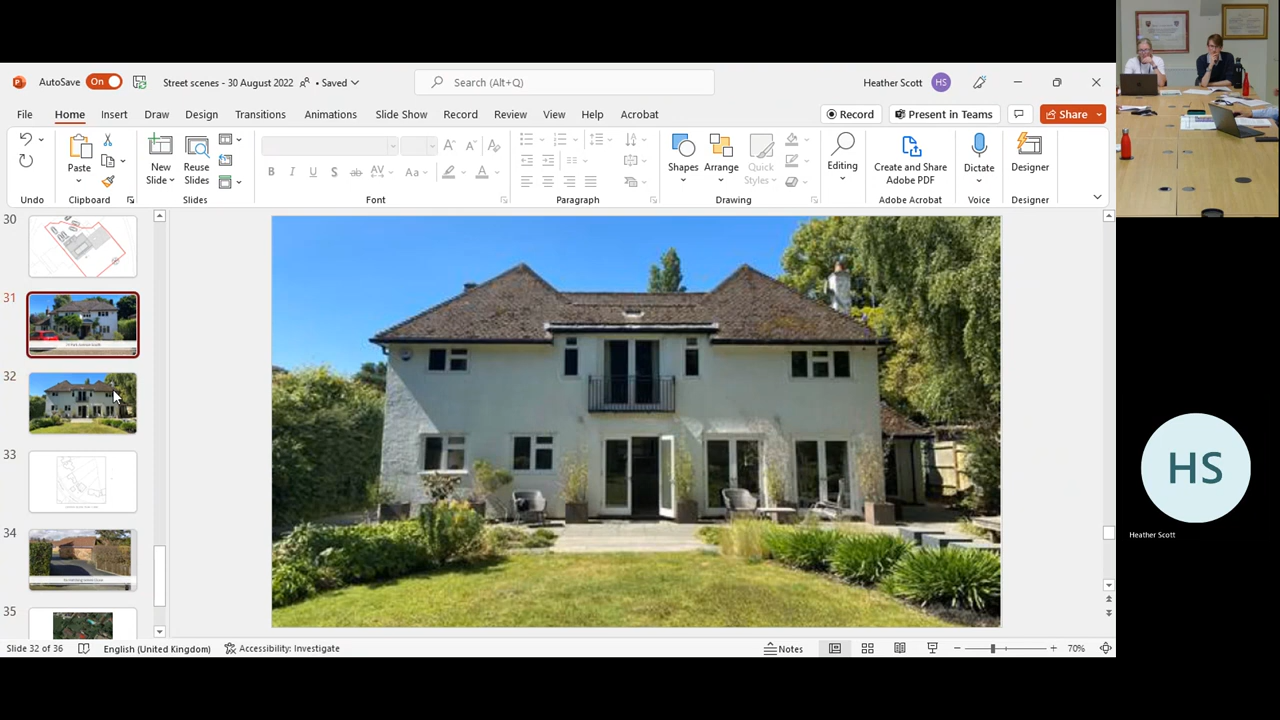 AutoSave On Street scenes - 30 August 2022 • Saved Search (Alt+Q) Heather Scott HS
File Home Insert Draw Design Transitions Animations Slide Show Record Review View Help Acrobat Record Present in Teams Share
Paste New Slide Reuse Slides B I U S ab AV Aa A A A Shapes Arrange Quick Styles Editing Create and Share Adobe PDF Dictate Designer
Undo Clipboard Slides Font Paragraph Drawing Adobe Acrobat Voice Designer
30
31
32
33
34
35
HS
Heather Scott
Slide 32 of 36 English (United Kingdom) Accessibility: Investigate Notes 70%